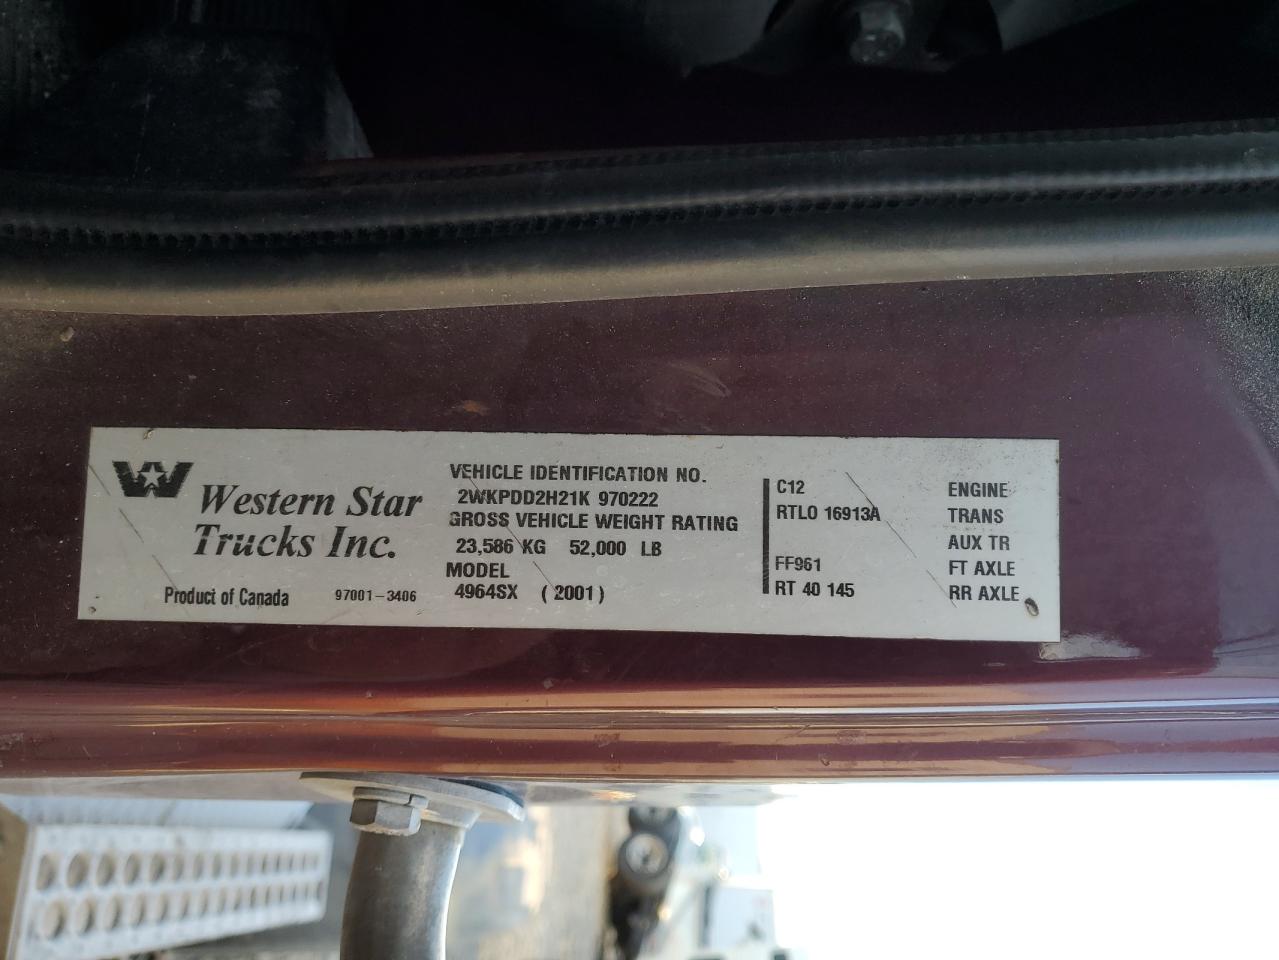 Western Star
Trucks Inc.
Product of Canada
97001-3406
VEHICLE IDENTIFICATION NO.
2WKPDD2H21K 970222
GROSS VEHICLE WEIGHT RATING
23,586 KG 52,000 LB
MODEL
4964SX (2001)
C12 ENGINE
RTLO 16913A TRANS
AUX TR
FF961 FT AXLE
RT 40 145 RR AXLE